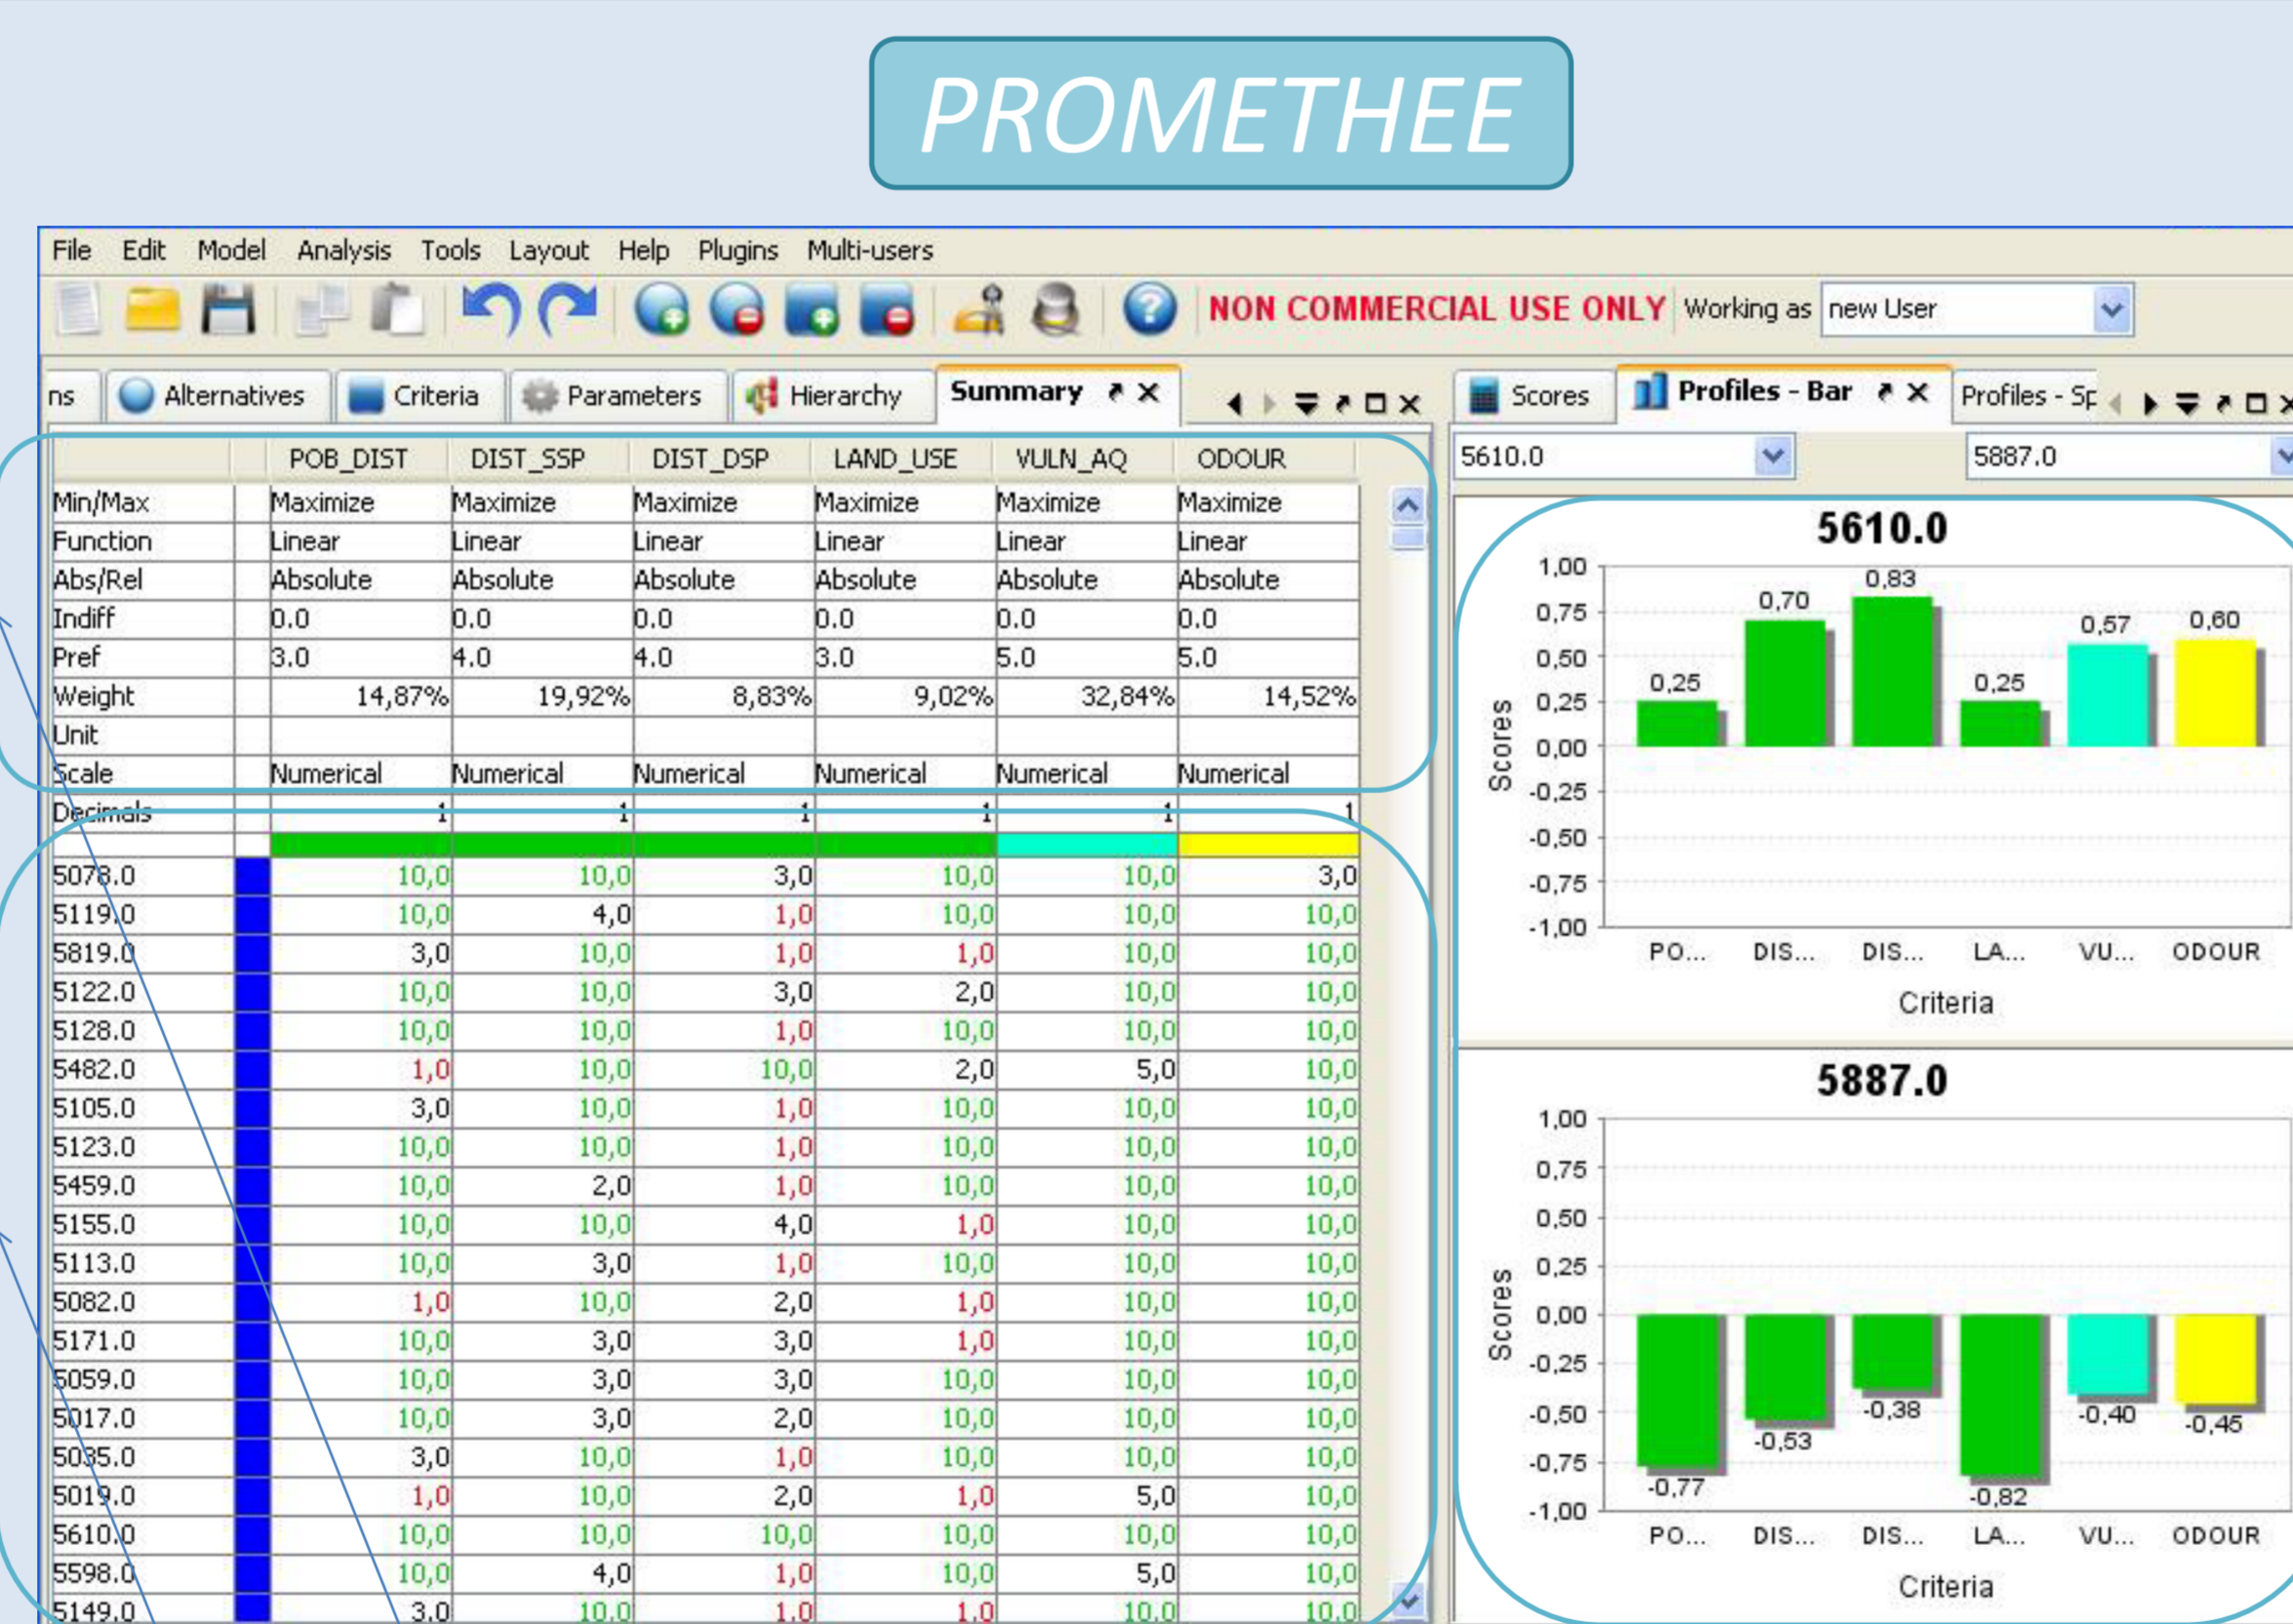 PROMETHEE
File Edit Model Analysis Tools Layout Help Plugins Multi-users
NON COMMERCIAL USE ONLY Working as new User
ns Alternatives Criteria Parameters Hierarchy Summary
POB_DIST DIST_SSP DIST_DSP LAND_USE VULN_AQ ODOUR
Min/Max Maximize Maximize Maximize Maximize Maximize Maximize
Function Linear Linear Linear Linear Linear Linear
Abs/Rel Absolute Absolute Absolute Absolute Absolute Absolute
Indiff 0.0 0.0 0.0 0.0 0.0 0.0
Pref 3.0 4.0 4.0 3.0 5.0 5.0
Weight 14,87% 19,92% 8,83% 9,02% 32,84% 14,52%
Unit
Scale Numerical Numerical Numerical Numerical Numerical Numerical
Decimals 1 1 1 1 1 1
5078.0 10,0 10,0 3,0 10,0 10,0 3,0
5119.0 10,0 4,0 1,0 10,0 10,0 10,0
5819.0 3,0 10,0 1,0 1,0 10,0 10,0
5122.0 10,0 10,0 3,0 2,0 10,0 10,0
5128.0 10,0 10,0 1,0 10,0 10,0 10,0
5482.0 1,0 10,0 10,0 2,0 5,0 10,0
5105.0 3,0 10,0 1,0 10,0 10,0 10,0
5123.0 10,0 10,0 1,0 10,0 10,0 10,0
5459.0 10,0 2,0 1,0 10,0 10,0 10,0
5155.0 10,0 10,0 4,0 1,0 10,0 10,0
5113.0 10,0 3,0 1,0 10,0 10,0 10,0
5082.0 1,0 10,0 2,0 1,0 10,0 10,0
5171.0 10,0 3,0 3,0 1,0 10,0 10,0
5059.0 10,0 3,0 3,0 10,0 10,0 10,0
5017.0 10,0 3,0 2,0 10,0 10,0 10,0
5035.0 3,0 10,0 1,0 10,0 10,0 10,0
5019.0 1,0 10,0 2,0 1,0 5,0 10,0
5610.0 10,0 10,0 10,0 10,0 10,0 10,0
5598.0 10,0 4,0 1,0 10,0 5,0 10,0
5149.0 3,0 10,0 1,0 1,0 10,0 10,0
Scores Profiles - Bar Profiles - Sp
5610.0 5887.0
5610.0
1,00
0,75
0,50
0,25
0,00
-0,25
-0,50
-0,75
-1,00
Scores
0,25 0,70 0,83 0,25 0,57 0,60
PO... DIS... DIS... LA... VU... ODOUR
Criteria
5887.0
1,00
0,75
0,50
0,25
0,00
-0,25
-0,50
-0,75
-1,00
Scores
-0,77 -0,53 -0,38 -0,82 -0,40 -0,45
PO... DIS... DIS... LA... VU... ODOUR
Criteria